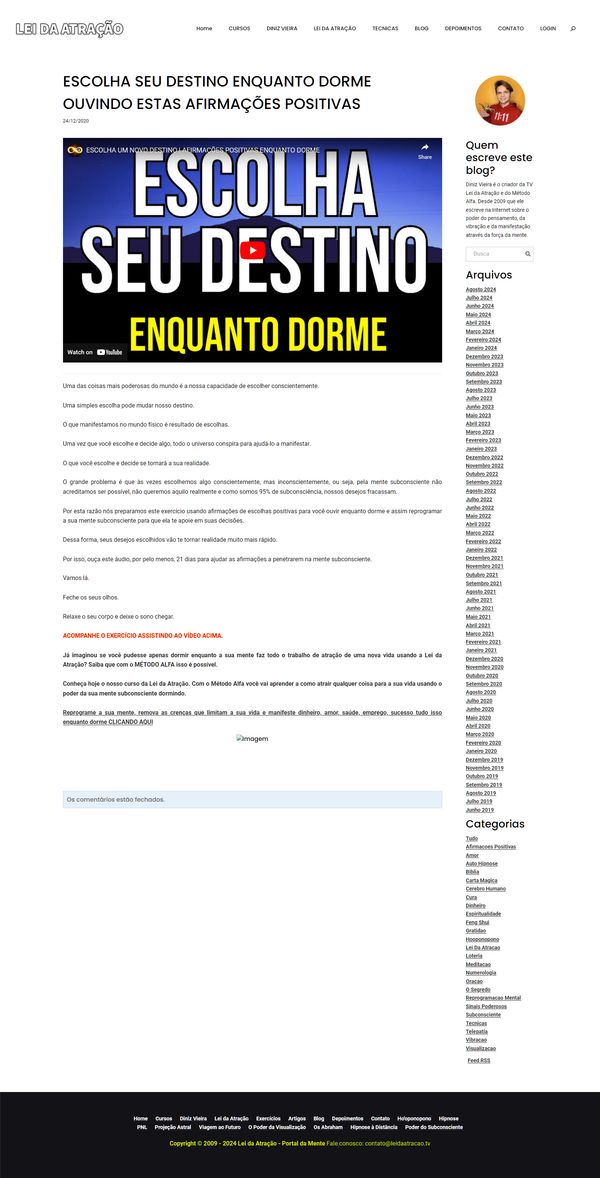 LEI DA ATRAÇÃO
Home CURSOS DINIZ VIEIRA LEI DA ATRAÇÃO TECNICAS BLOG DEPOIMENTOS CONTATO LOGIN
ESCOLHA SEU DESTINO ENQUANTO DORME
OUVINDO ESTAS AFIRMAÇÕES POSITIVAS
24/12/2020
ESCOLHA UM NOVO DESTINO | AFIRMAÇÕES POSITIVAS ENQUANTO DORME
Share
ESCOLHA
SEU DESTINO
ENQUANTO DORME
Watch on YouTube
Uma das coisas mais poderosas do mundo é a nossa capacidade de escolher conscientemente.
Uma simples escolha pode mudar nosso destino.
O que manifestamos no mundo físico é resultado de escolhas.
Uma vez que você escolhe e decide algo, todo o universo conspira para ajudá-lo a manifestar.
O que você escolhe e decide se tornará a sua realidade.
O grande problema é que às vezes escolhemos algo conscientemente, mas inconscientemente, ou seja, pela mente subconsciente não
acreditamos ser possível, não queremos aquilo realmente e como somos 95% de subconsciência, nossos desejos fracassam.
Por esta razão nós preparamos este exercício usando afirmações de escolhas positivas para você ouvir enquanto dorme e assim reprogramar
a sua mente subconsciente para que ela te apoie em suas decisões.
Dessa forma, seus desejos escolhidos vão te tornar realidade muito mais rápido.
Por isso, ouça este áudio, por pelo menos, 21 dias para ajudar as afirmações a penetrarem na mente subconsciente.
Vamos lá.
Feche os seus olhos.
Relaxe o seu corpo e deixe o sono chegar.
ACOMPANHE O EXERCÍCIO ASSISTINDO AO VÍDEO ACIMA.
Já imaginou se você pudesse apenas dormir enquanto a sua mente faz todo o trabalho de atração de uma nova vida usando a Lei da
Atração? Saiba que com o MÉTODO ALFA isso é possível.
Conheça hoje o nosso curso da Lei da Atração. Com o Método Alfa você vai aprender a como atrair qualquer coisa para a sua vida usando o
poder da sua mente subconsciente dormindo.
Reprograme a sua mente, remova as crenças que limitam a sua vida e manifeste dinheiro, amor, saúde, emprego, sucesso tudo isso
enquanto dorme CLICANDO AQUI
Imagem
Os comentários estão fechados.
11:11
Quem
escreve este
blog?
Diniz Vieira é o criador da TV
Lei da Atração e do Método
Alfa. Desde 2009 que ele
escreve na Internet sobre o
poder do pensamento, da
vibração e da manifestação
através da força da mente.
Busca
Arquivos
Agosto 2024
Julho 2024
Junho 2024
Maio 2024
Abril 2024
Março 2024
Fevereiro 2024
Janeiro 2024
Dezembro 2023
Novembro 2023
Outubro 2023
Setembro 2023
Agosto 2023
Julho 2023
Junho 2023
Maio 2023
Abril 2023
Março 2023
Fevereiro 2023
Janeiro 2023
Dezembro 2022
Novembro 2022
Outubro 2022
Setembro 2022
Agosto 2022
Julho 2022
Junho 2022
Maio 2022
Abril 2022
Março 2022
Fevereiro 2022
Janeiro 2022
Dezembro 2021
Novembro 2021
Outubro 2021
Setembro 2021
Agosto 2021
Julho 2021
Junho 2021
Maio 2021
Abril 2021
Março 2021
Fevereiro 2021
Janeiro 2021
Dezembro 2020
Novembro 2020
Outubro 2020
Setembro 2020
Agosto 2020
Julho 2020
Junho 2020
Maio 2020
Abril 2020
Março 2020
Fevereiro 2020
Janeiro 2020
Dezembro 2019
Novembro 2019
Outubro 2019
Setembro 2019
Agosto 2019
Julho 2019
Junho 2019
Categorias
Tudo
Afirmacoes Positivas
Amor
Auto Hipnose
Biblia
Carta Magica
Cerebro Humano
Cura
Dinheiro
Espiritualidade
Feng Shui
Gratidao
Hooponopono
Lei Da Atracao
Loteria
Meditacao
Numerologia
Oracao
O Segredo
Reprogramacao Mental
Sinais Poderosos
Subconsciente
Tecnicas
Telepatia
Vibracao
Visualizacao
Feed RSS
Home Cursos Diniz Vieira Lei da Atração Exercícios Artigos Blog Depoimentos Contato Ho'oponopono Hipnose
PNL Projeção Astral Viagem ao Futuro O Poder da Visualização Os Abraham Hipnose à Distância Poder do Subconsciente
Copyright © 2009 - 2024 Lei da Atração - Portal da Mente Fale conosco: contato@leidaatracao.tv